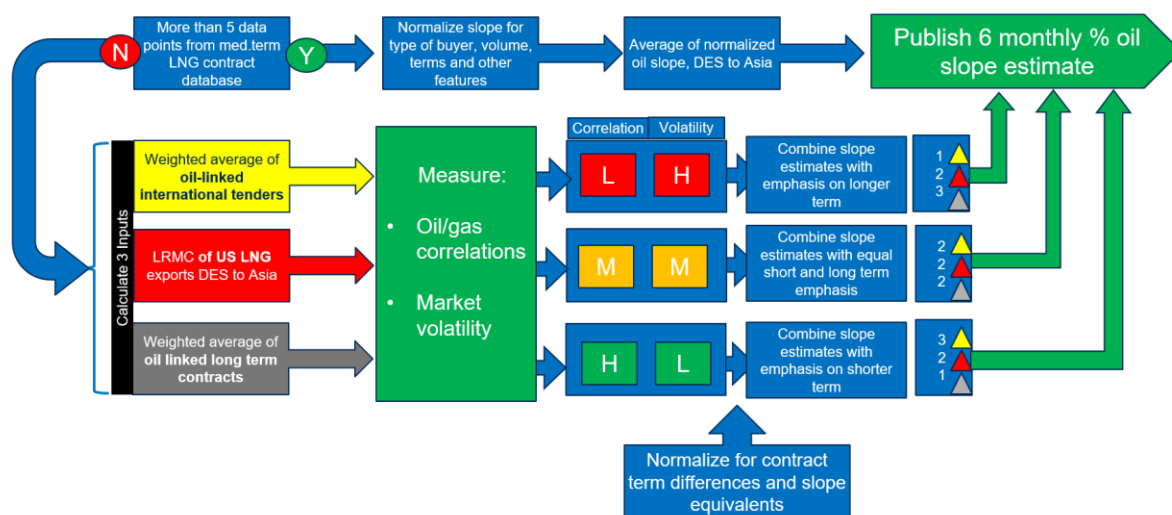 More than 5 data
points from med.term
LNG contract
database
N
Y
Normalize slope for
type of buyer, volume,
terms and other
features
Average of normalized
oil slope, DES to Asia
Publish 6 monthly % oil
slope estimate
Calculate 3 Inputs
Weighted average of
oil-linked
international tenders
LRMC of US LNG
exports DES to Asia
Weighted average of
oil linked long term
contracts
Measure:
• Oil/gas
correlations
• Market
volatility
Correlation
Volatility
L
H
Combine slope
estimates with
emphasis on longer
term
1
2
3
M
M
Combine slope
estimates with equal
short and long term
emphasis
2
2
2
H
L
Combine slope
estimates with
emphasis on shorter
term
3
2
1
Normalize for contract
term differences and slope
equivalents